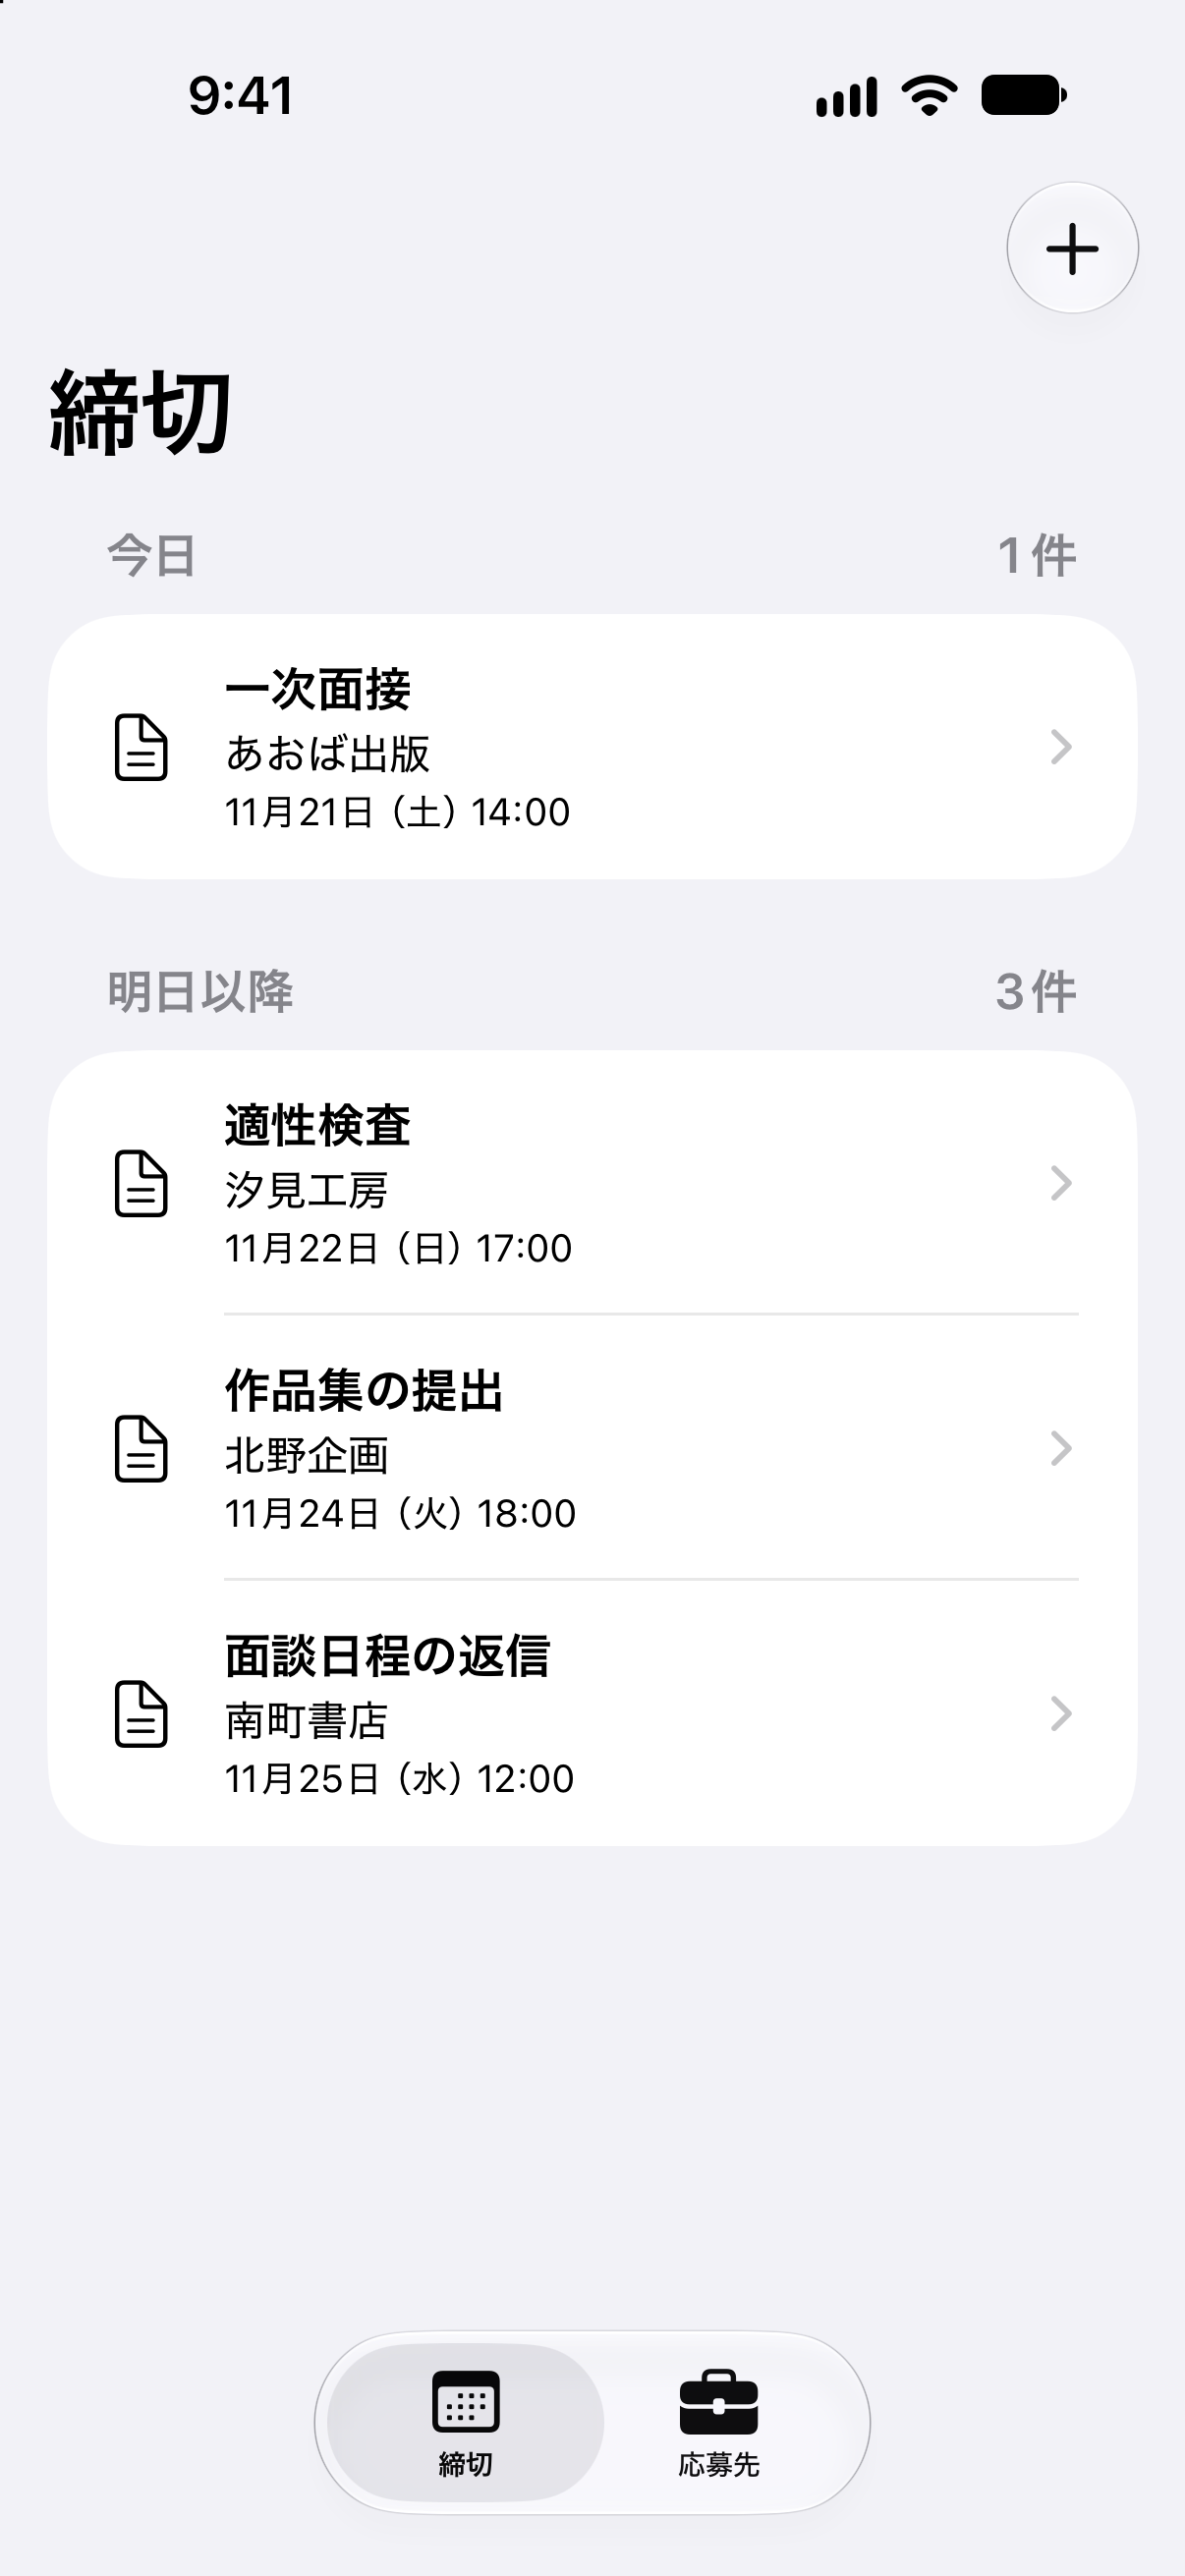 9:41
締切
今日 1件
一次面接
あおば出版
11月21日（土）14:00
明日以降 3件
適性検査
汐見工房
11月22日（日）17:00
作品集の提出
北野企画
11月24日（火）18:00
面談日程の返信
南町書店
11月25日（水）12:00
締切 応募先